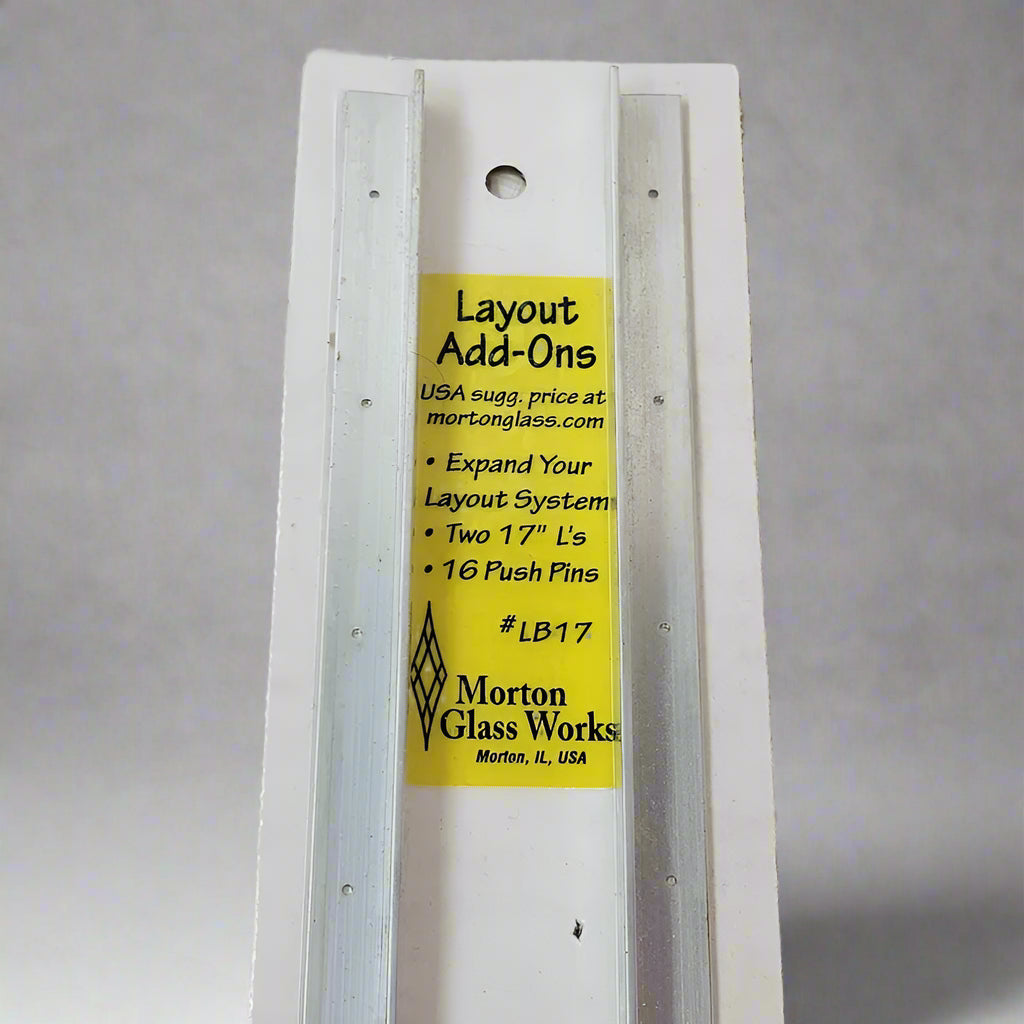 Layout
Add-Ons
USA sugg. price at
mortonglass.com
• Expand Your
Layout System
• Two 17" L's
• 16 Push Pins
#LB17
Morton
Glass Works
Morton, IL, USA